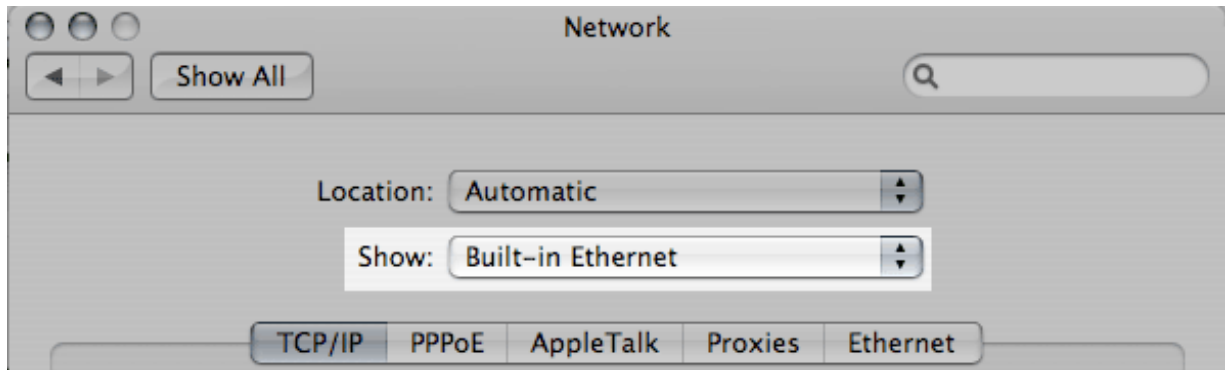 Network
Show All
Location: Automatic
Show: Built-in Ethernet
TCP/IP PPPoE AppleTalk Proxies Ethernet